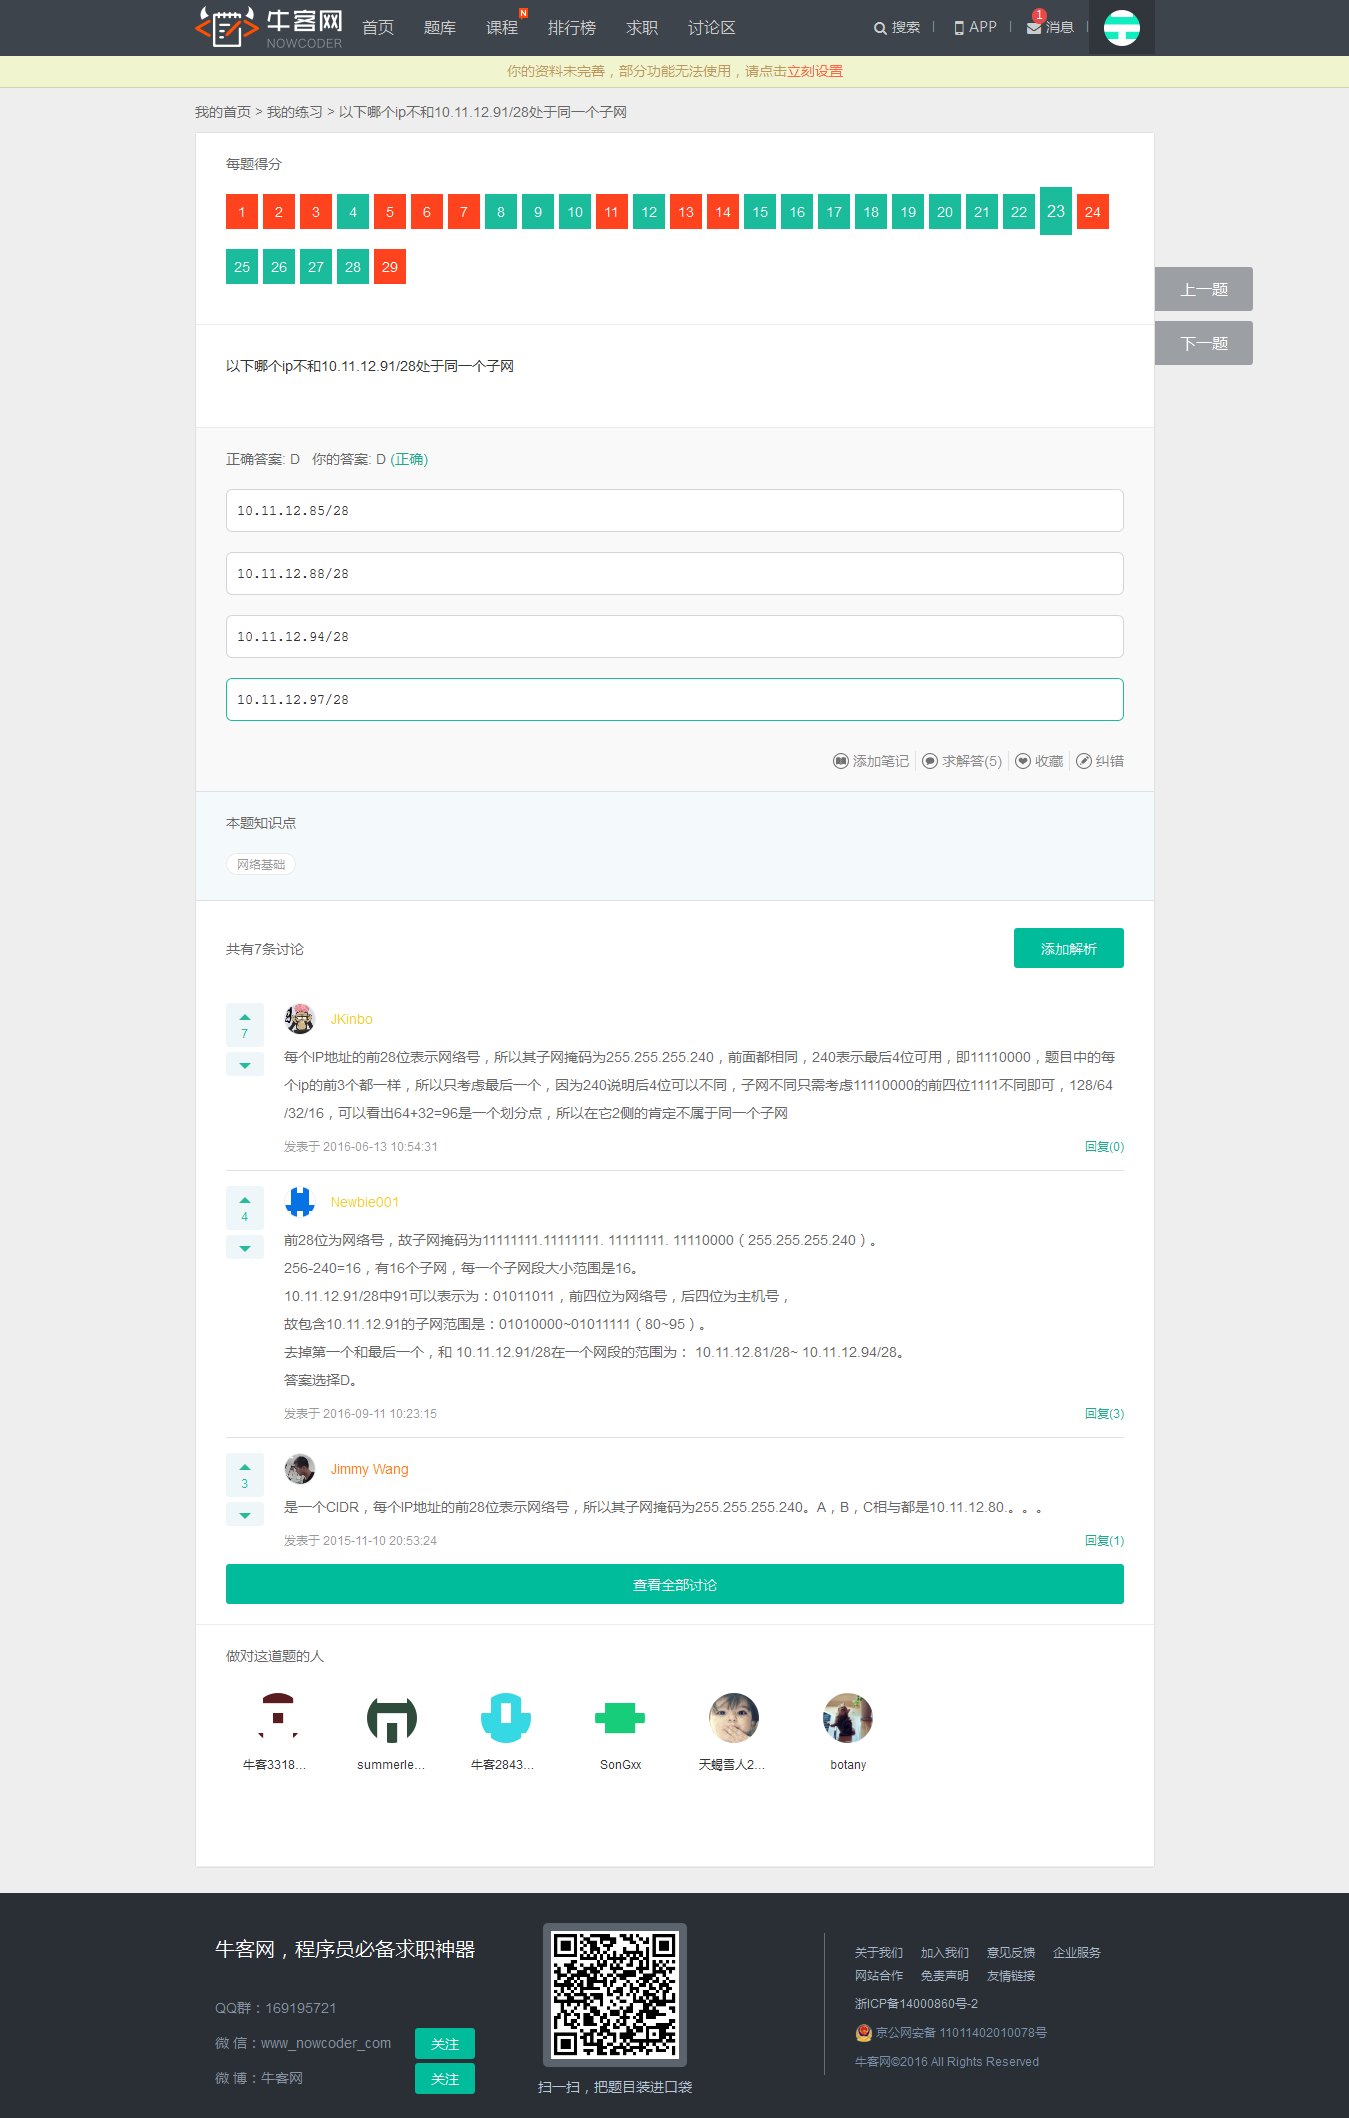 牛客网
NOWCODER
首页 题库 课程 N 排行榜 求职 讨论区 搜索 APP 1 消息
你的资料未完善，部分功能无法使用，请点击立刻设置
我的首页 > 我的练习 > 以下哪个ip不和10.11.12.91/28处于同一个子网
每题得分
1 2 3 4 5 6 7 8 9 10 11 12 13 14 15 16 17 18 19 20 21 22 23 24
25 26 27 28 29
上一题
下一题
以下哪个ip不和10.11.12.91/28处于同一个子网
正确答案: D 你的答案: D (正确)
10.11.12.85/28
10.11.12.88/28
10.11.12.94/28
10.11.12.97/28
添加笔记 求解答(5) 收藏 纠错
本题知识点
网络基础
共有7条讨论 添加解析
7 JKinbo
每个IP地址的前28位表示网络号，所以其子网掩码为255.255.255.240，前面都相同，240表示最后4位可用，即11110000，题目中的每
个ip的前3个都一样，所以只考虑最后一个，因为240说明后4位可以不同，子网不同只需考虑11110000的前四位1111不同即可，128/64
/32/16，可以看出64+32=96是一个划分点，所以在它2侧的肯定不属于同一个子网
发表于 2016-06-13 10:54:31 回复(0)
4 Newbie001
前28位为网络号，故子网掩码为11111111.11111111. 11111111. 11110000（255.255.255.240）。
256-240=16，有16个子网，每一个子网段大小范围是16。
10.11.12.91/28中91可以表示为：01011011，前四位为网络号，后四位为主机号，
故包含10.11.12.91的子网范围是：01010000~01011111（80~95）。
去掉第一个和最后一个，和 10.11.12.91/28在一个网段的范围为： 10.11.12.81/28~ 10.11.12.94/28。
答案选择D。
发表于 2016-09-11 10:23:15 回复(3)
3 Jimmy Wang
是一个CIDR，每个IP地址的前28位表示网络号，所以其子网掩码为255.255.255.240。A，B，C相与都是10.11.12.80.。。。
发表于 2015-11-10 20:53:24 回复(1)
查看全部讨论
做对这道题的人
牛客3318... summerle... 牛客2843... SonGxx 天蝎雪人2... botany
牛客网，程序员必备求职神器
QQ群：169195721
微 信：www_nowcoder_com 关注
微 博：牛客网 关注
扫一扫，把题目装进口袋
关于我们 加入我们 意见反馈 企业服务
网站合作 免责声明 友情链接
浙ICP备14000860号-2
京公网安备 11011402010078号
牛客网©2016 All Rights Reserved